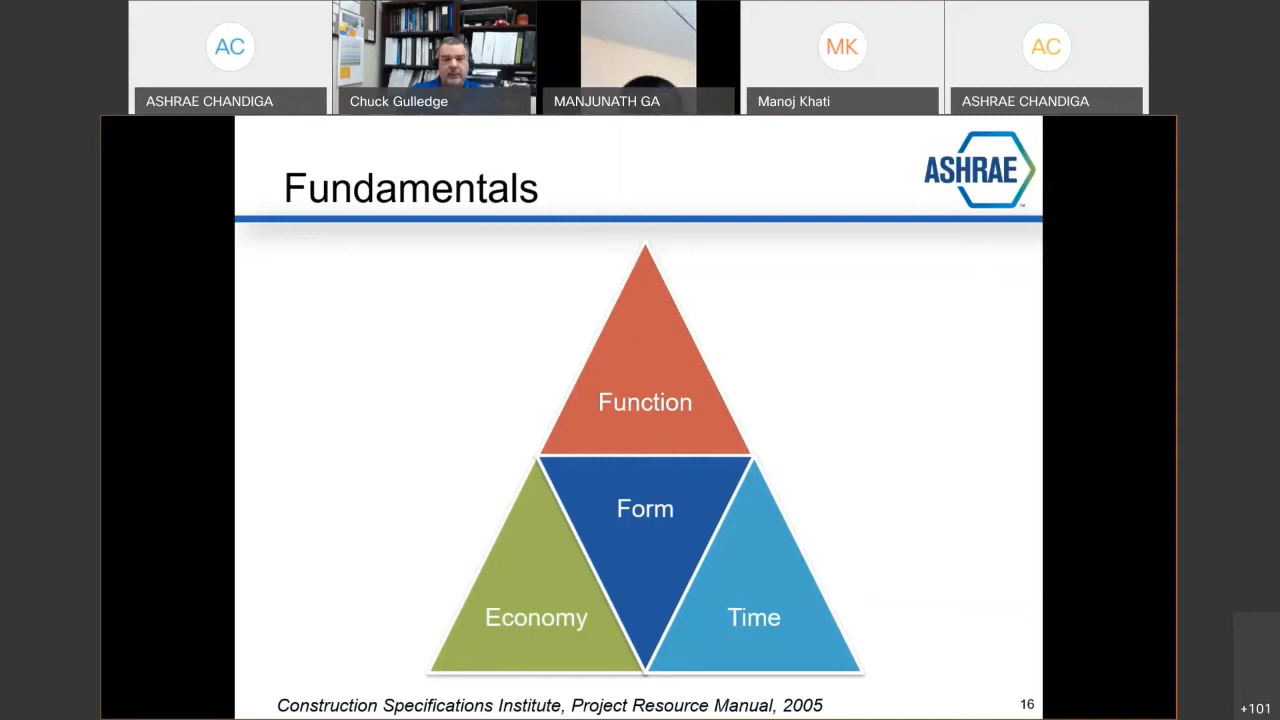 AC
MK
AC
ASHRAE CHANDIGA
Chuck Gulledge
MANJUNATH GA
Manoj Khati
ASHRAE CHANDIGA
ASHRAE
TM
Fundamentals
Function
Form
Economy
Time
Construction Specifications Institute, Project Resource Manual, 2005
16
+101